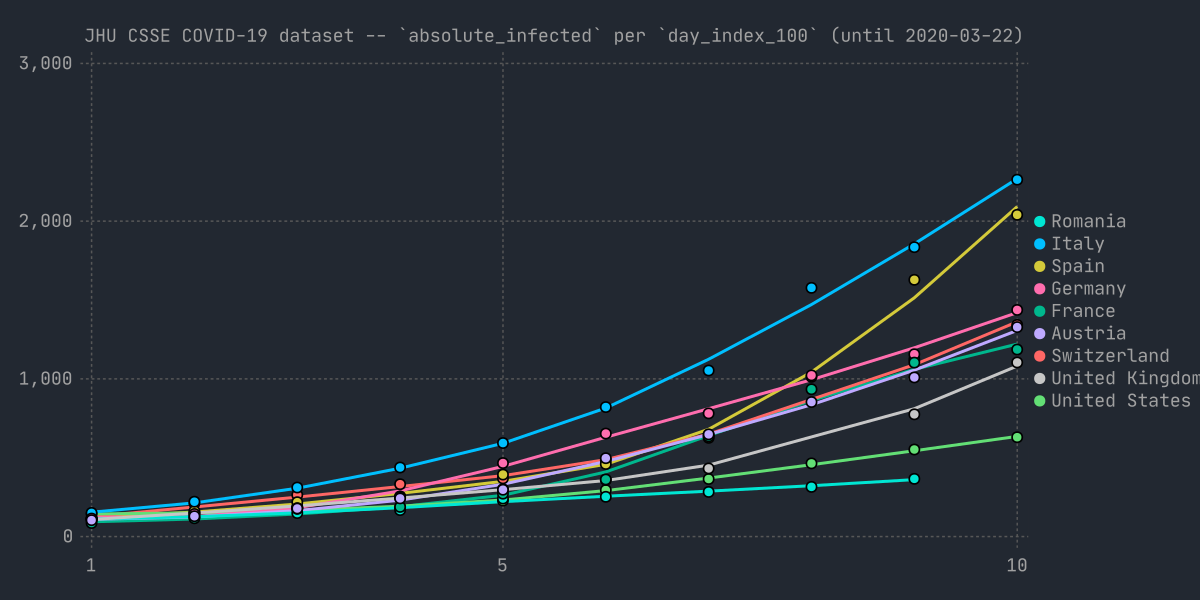 JHU CSSE COVID-19 dataset -- `absolute_infected` per `day_index_100` (until 2020-03-22)
3,000
2,000
1,000
0
1
5
10
Romania
Italy
Spain
Germany
France
Austria
Switzerland
United Kingdom
United States